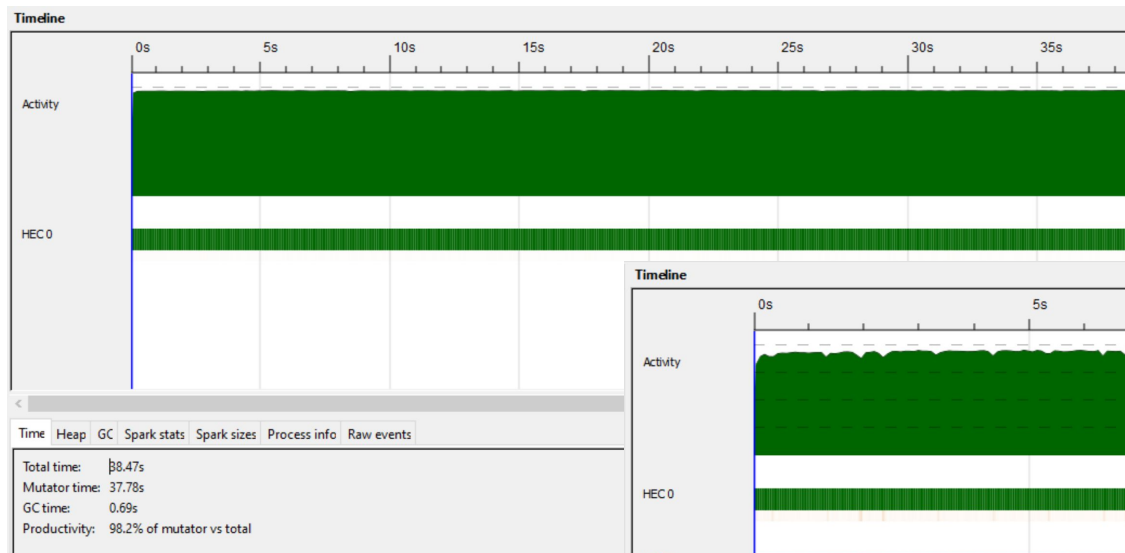 Timeline
0s 5s 10s 15s 20s 25s 30s 35s
Activity
HEC 0
Timeline
0s 5s
Activity
HEC 0
Time Heap GC Spark stats Spark sizes Process info Raw events
Total time: 38.47s
Mutator time: 37.78s
GC time: 0.69s
Productivity: 98.2% of mutator vs total